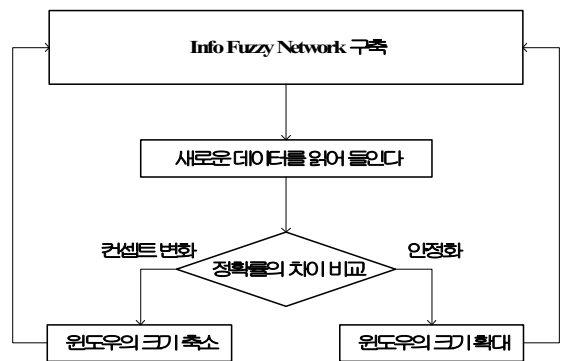 Info Fuzzy Network 구축
새로운 데이터를 읽어 들인다
컨셉트 변화
안정화
정확률의 차이 비교
윈도우의 크기 축소
윈도우의 크기 확대